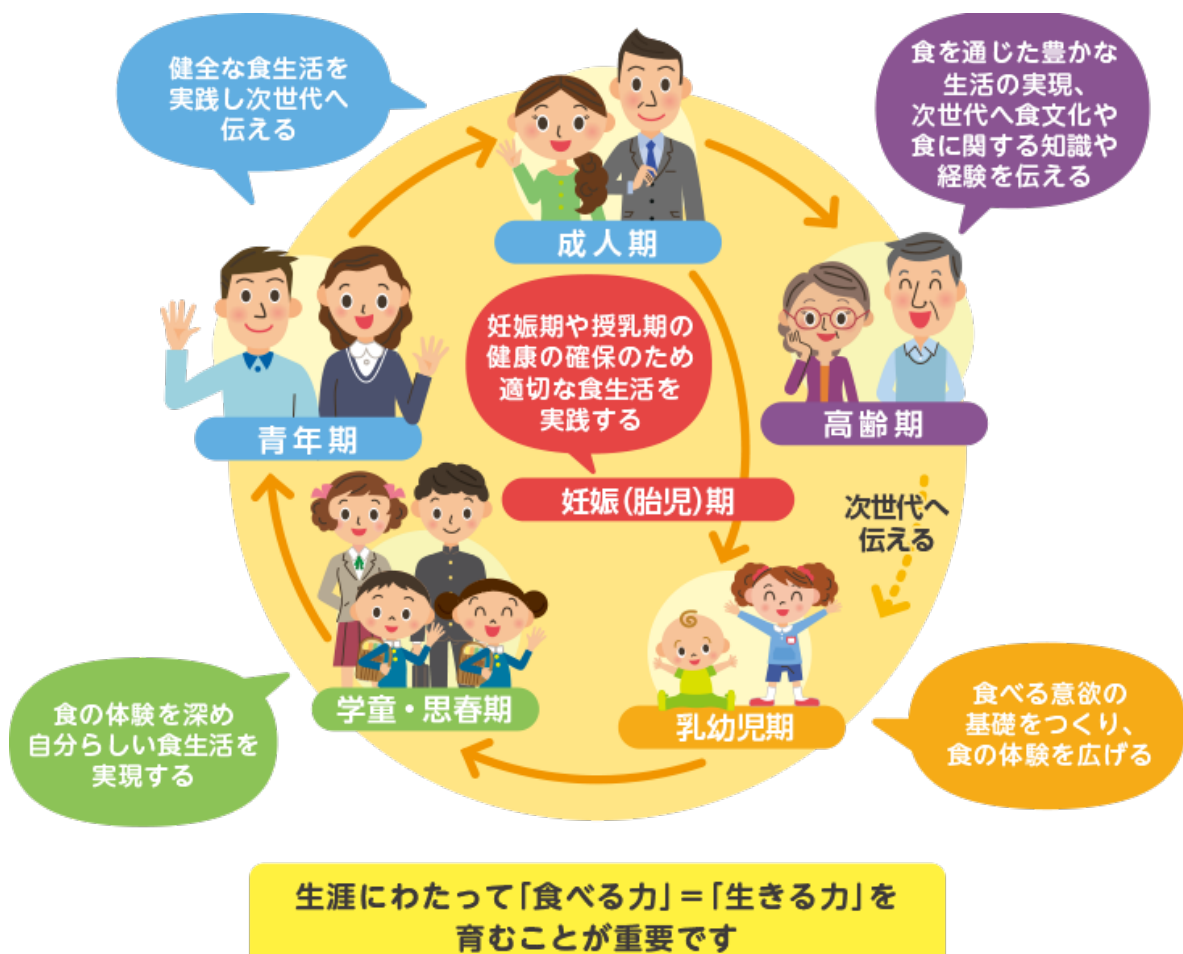 健全な食生活を
実践し次世代へ
伝える
食を通じた豊かな
生活の実現、
次世代へ食文化や
食に関する知識や
経験を伝える
成人期
青年期
妊娠期や授乳期の
健康の確保のため
適切な食生活を
実践する
高齢期
妊娠(胎児)期
次世代へ
伝える
学童・思春期
乳幼児期
食の体験を深め
自分らしい食生活を
実現する
食べる意欲の
基礎をつくり、
食の体験を広げる
生涯にわたって「食べる力」=「生きる力」を
育むことが重要です